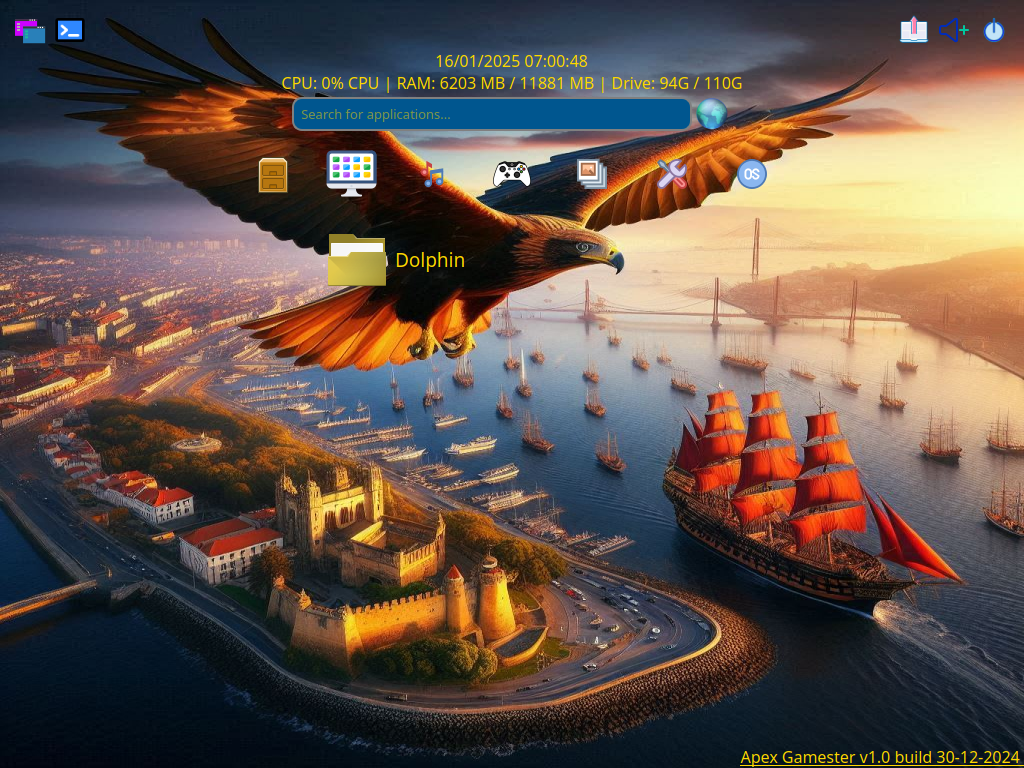 16/01/2025 07:00:48
CPU: 0% CPU | RAM: 6203 MB / 11881 MB | Drive: 94G / 110G
Search for applications...
OS
Dolphin
Apex Gamester v1.0 build 30-12-2024